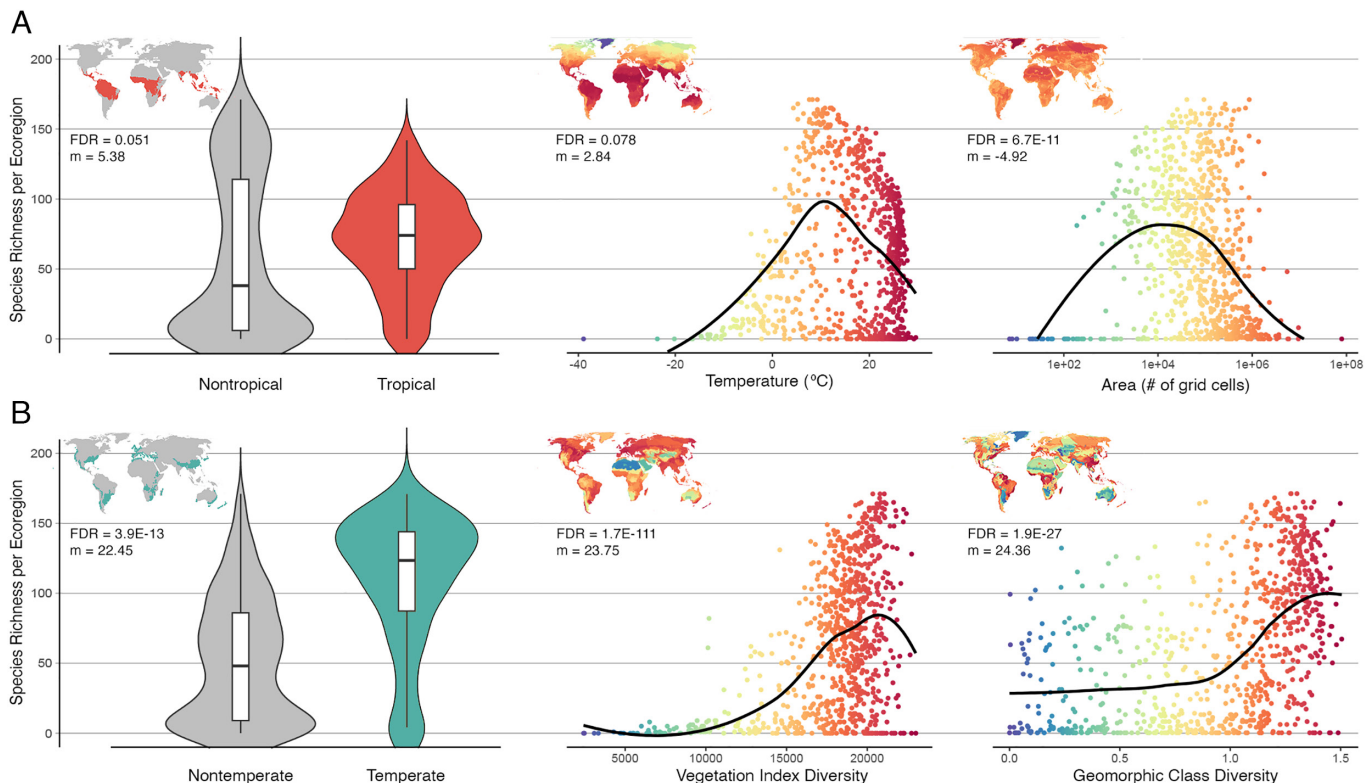 A
Species Richness per Ecoregion
200
150
100
50
0
FDR = 0.051
m = 5.38
Nontropical
Tropical
FDR = 0.078
m = 2.84
-40
-20
0
20
Temperature (ºC)
FDR = 6.7E-11
m = -4.92
1e+02
1e+04
1e+06
1e+08
Area (# of grid cells)
B
Species Richness per Ecoregion
200
150
100
50
0
FDR = 3.9E-13
m = 22.45
Nontemperate
Temperate
FDR = 1.7E-111
m = 23.75
5000
10000
15000
20000
Vegetation Index Diversity
FDR = 1.9E-27
m = 24.36
0.0
0.5
1.0
1.5
Geomorphic Class Diversity